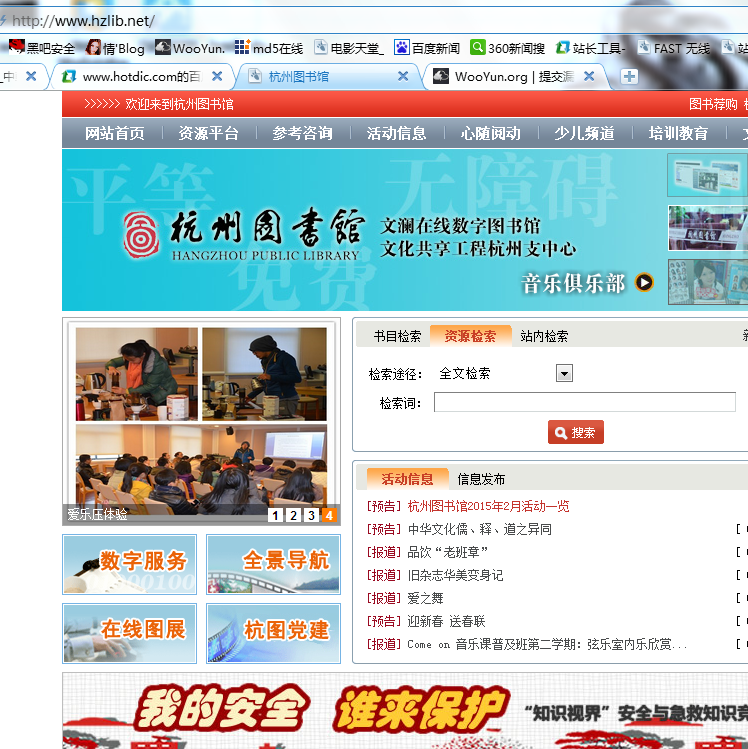 http://www.hzlib.net/
黑吧安全 情'Blog WooYun. md5在线 电影天堂_ 百度新闻 360新闻搜 站长工具- FAST 无线 站
_中 www.hotdic.com的百 杭州图书馆 WooYun.org | 提交漏
>>>>>> 欢迎来到杭州图书馆 图书荐购
网站首页 资源平台 参考咨询 活动信息 心随阅动 少儿频道 培训教育
平等 无障碍
免费
杭州图书馆
HANGZHOU PUBLIC LIBRARY
文澜在线数字图书馆
文化共享工程杭州支中心
音乐俱乐部
杭州图书馆
书目检索 资源检索 站内检索
检索途径: 全文检索
检索词:
搜索
爱乐庄体验 1 2 3 4
活动信息 信息发布
[预告] 杭州图书馆2015年2月活动一览
[预告] 中华文化儒、释、道之异同 [
[报道] 品饮“老班章” [
[报道] 旧杂志华美变身记 [
[报道] 爱之舞 [
[预告] 迎新春 送春联 [
[报道] Come on 音乐课普及班第二学期: 弦乐室内乐欣赏... [
数字服务 全景导航
在线图展 杭图党建
我的安全 谁来保护 “知识视界”安全与急救知识竞